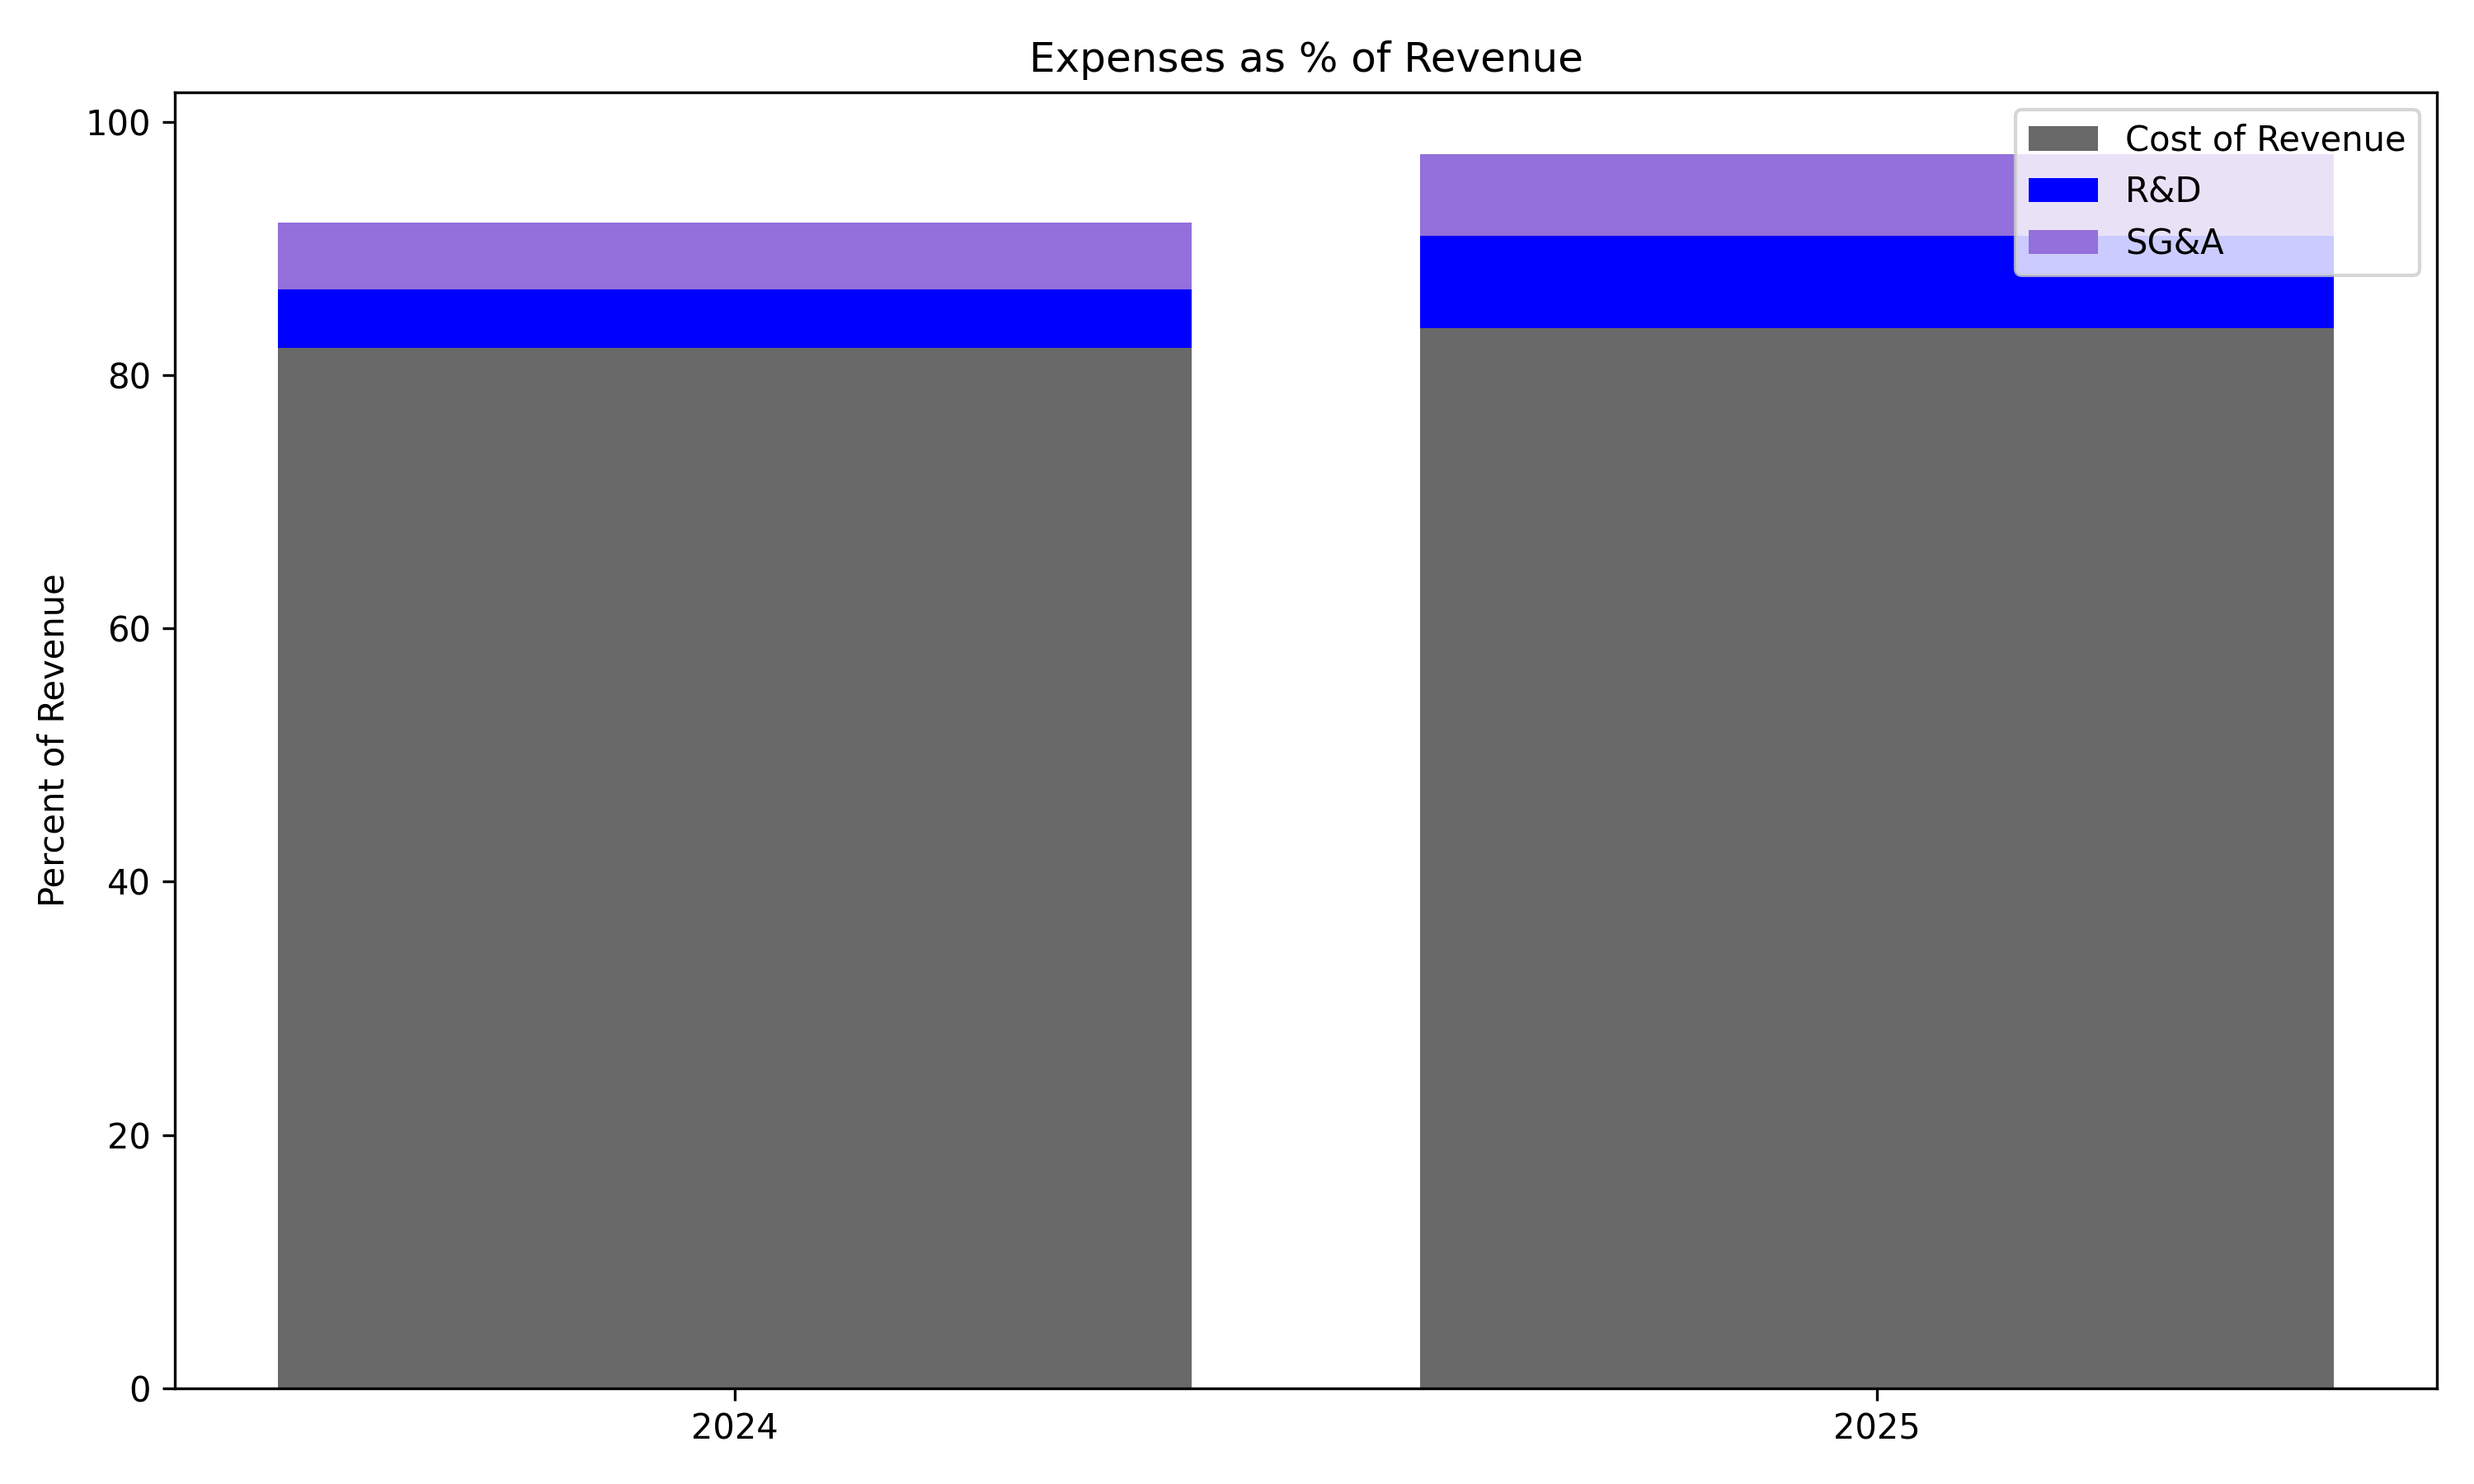 Expenses as % of Revenue
Percent of Revenue
100
80
60
40
20
0
2024
2025
Cost of Revenue
R&D
SG&A